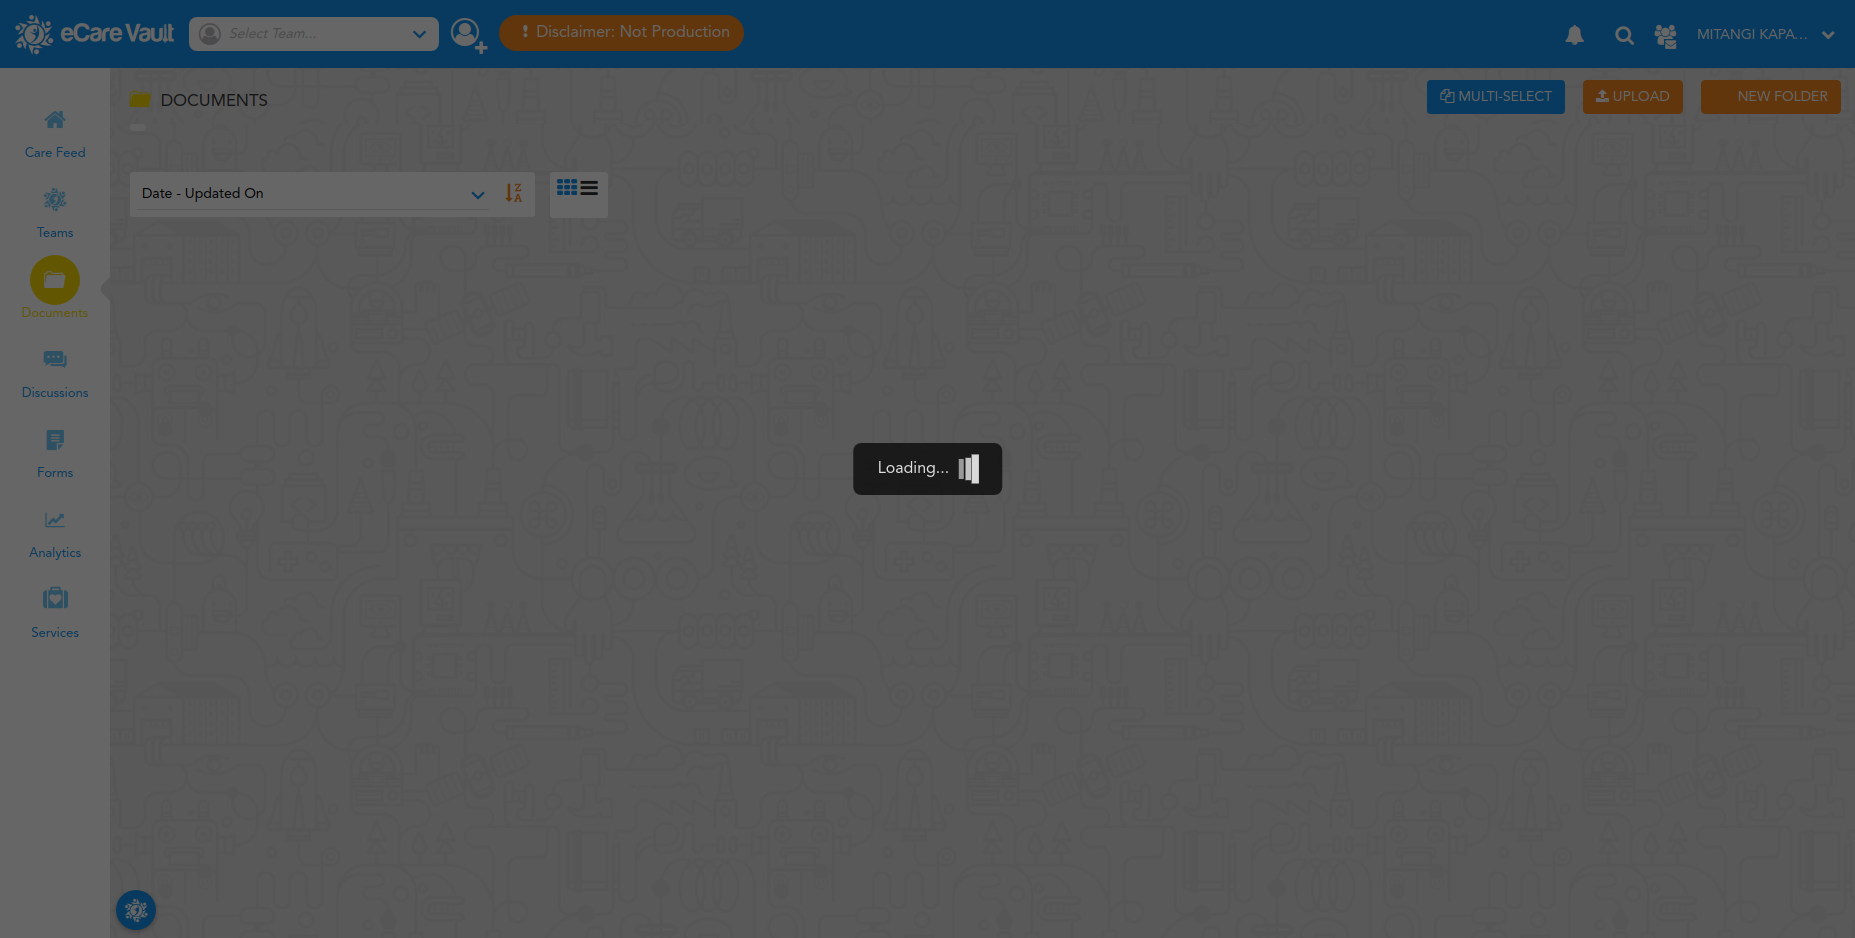 eCare Vault
Select Team...
Disclaimer: Not Production
MITANGI KAPA...
DOCUMENTS
MULTI-SELECT
UPLOAD
NEW FOLDER
Care Feed
Date - Updated On
Z
A
Teams
Documents
Discussions
Loading...
Forms
Analytics
Services